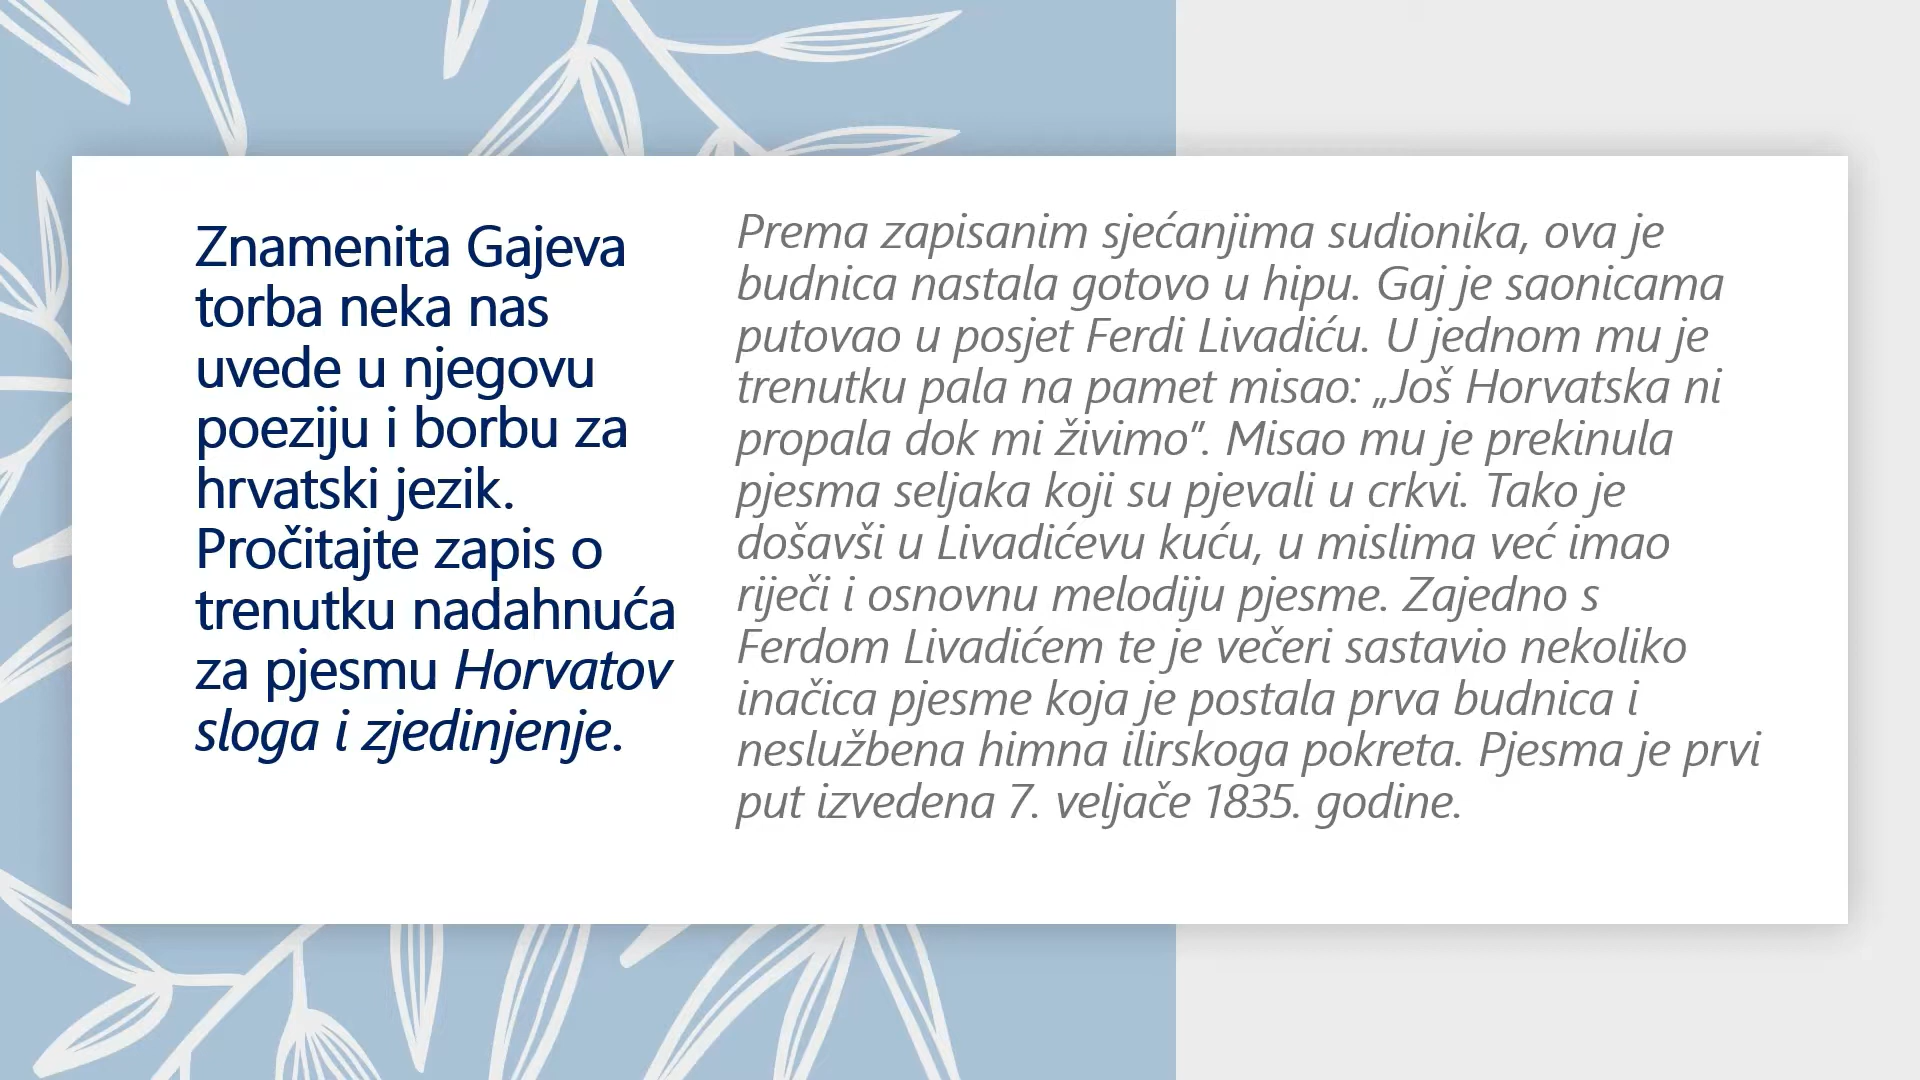 Znamenita Gajeva
torba neka nas
uvede u njegovu
poeziju i borbu za
hrvatski jezik.
Pročitajte zapis o
trenutku nadahnuća
za pjesmu Horvatov
sloga i zjedinjenje.
Prema zapisanim sjećanjima sudionika, ova je
budnica nastala gotovo u hipu. Gaj je saonicama
putovao u posjet Ferdi Livadiću. U jednom mu je
trenutku pala na pamet misao: „Još Horvatska ni
propala dok mi živimo”. Misao mu je prekinula
pjesma seljaka koji su pjevali u crkvi. Tako je
došavši u Livadićevu kuću, u mislima već imao
riječi i osnovnu melodiju pjesme. Zajedno s
Ferdom Livadićem te je večeri sastavio nekoliko
inačica pjesme koja je postala prva budnica i
neslužbena himna ilirskoga pokreta. Pjesma je prvi
put izvedena 7. veljače 1835. godine.